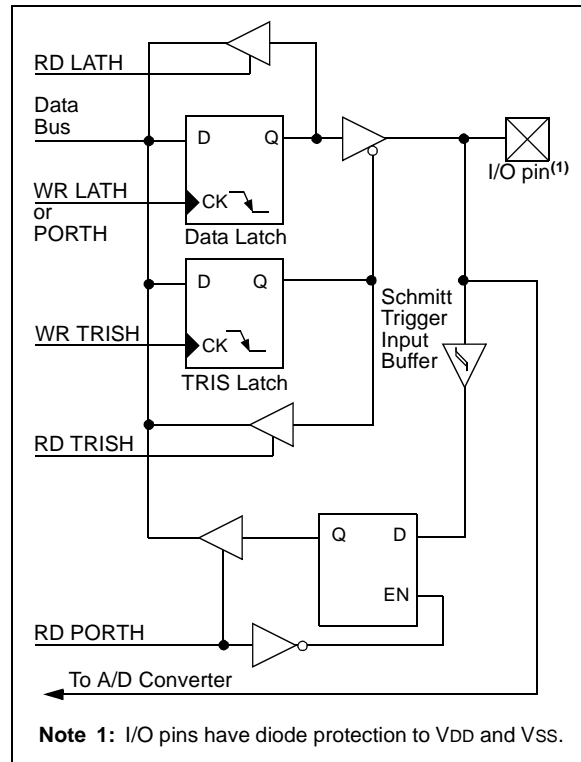 RD LATH
Data
Bus
D Q
I/O pin(1)
WR LATH
or
PORTH
CK
Data Latch
D Q
Schmitt
Trigger
Input
Buffer
WR TRISH
CK
TRIS Latch
RD TRISH
Q D
EN
RD PORTH
To A/D Converter
Note 1: I/O pins have diode protection to VDD and VSS.